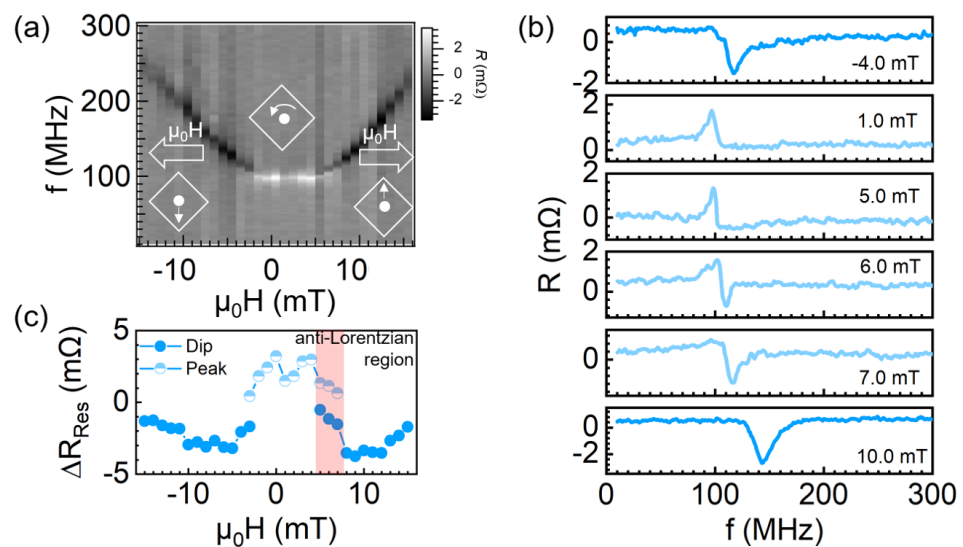 (a)
300
200
100
f (MHz)
-10
0
10
μ₀H (mT)
μ₀H
μ₀H
R (mΩ)
2
0
-2
(b)
0
-2
-4.0 mT
2
0
1.0 mT
2
0
5.0 mT
2
0
6.0 mT
0
7.0 mT
0
-2
10.0 mT
R (mΩ)
0
100
200
300
f (MHz)
(c)
5
0
-5
ΔR_Res (mΩ)
Dip
Peak
anti-Lorentzian
region
-10
0
10
μ₀H (mT)